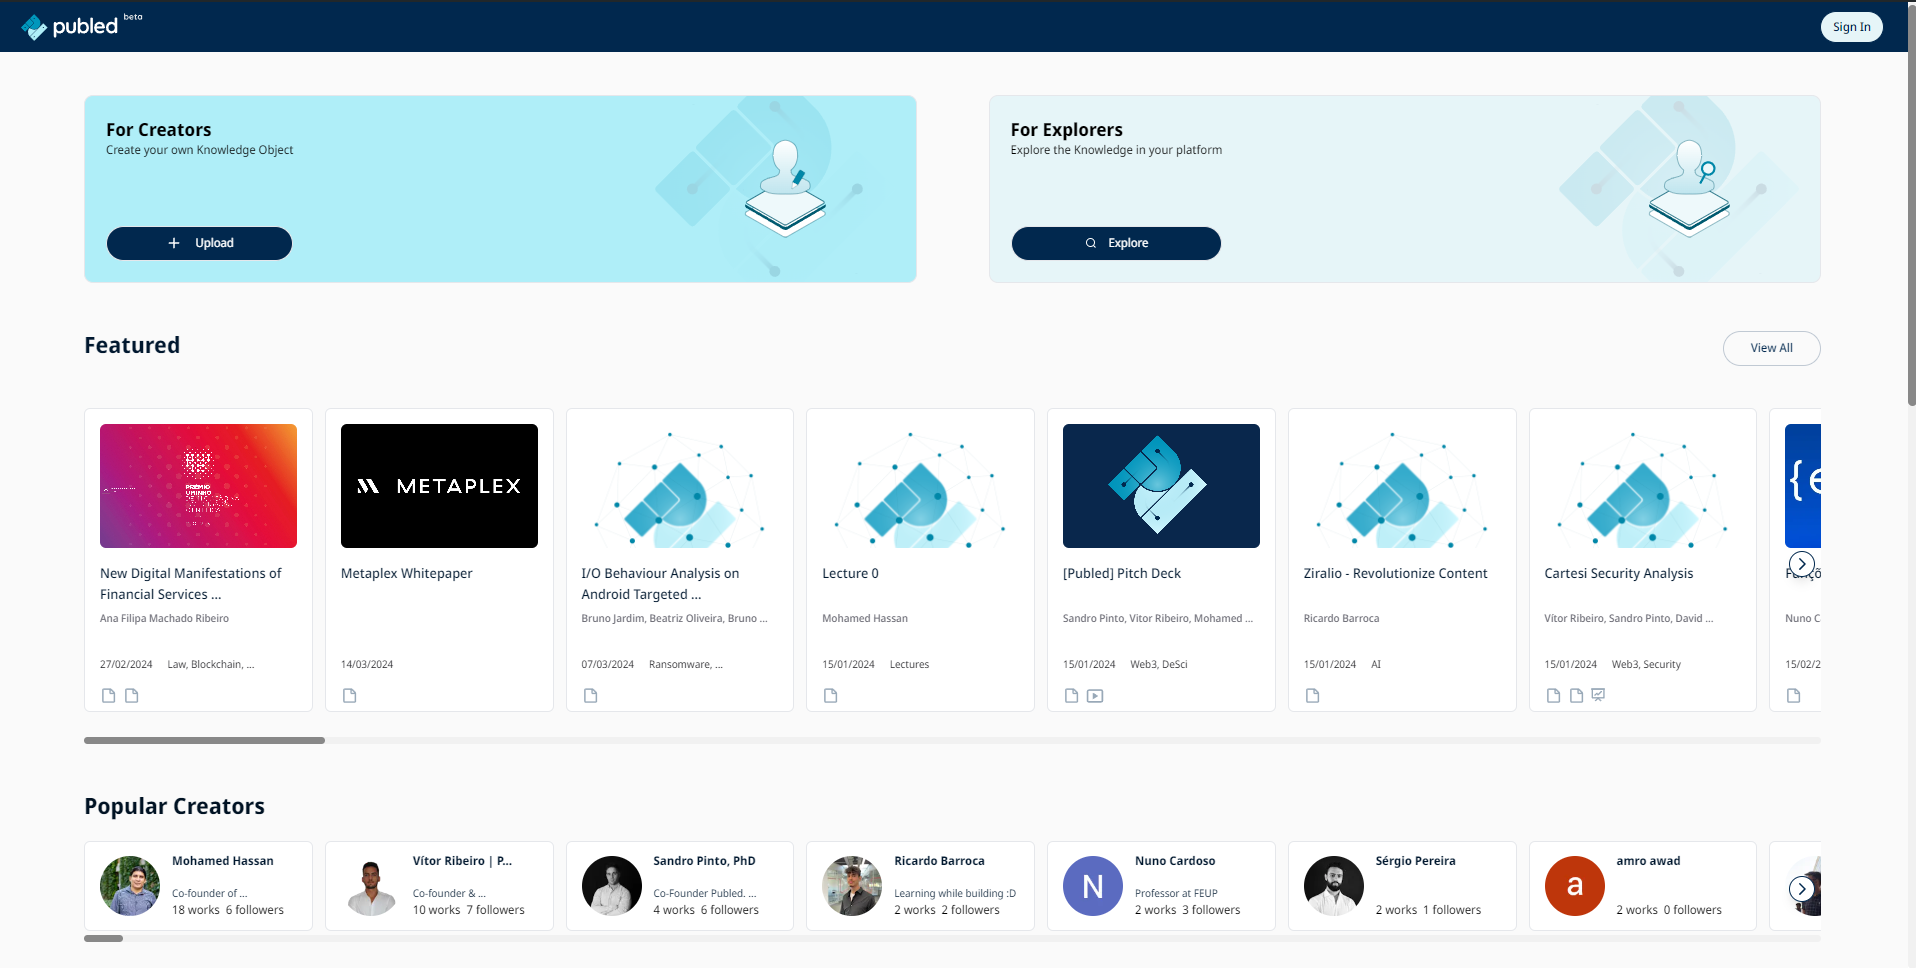 publed beta
Sign In
For Creators
Create your own Knowledge Object
Upload
For Explorers
Explore the Knowledge in your platform
Explore
Featured
View All
PRÉMIO
UMINHO
METAPLEX
{e
New Digital Manifestations of
Financial Services ...
Ana Filipa Machado Ribeiro
27/02/2024 Law, Blockchain, ...
Metaplex Whitepaper
14/03/2024
I/O Behaviour Analysis on
Android Targeted ...
Bruno Jardim, Beatriz Oliveira, Bruno ...
07/03/2024 Ransomware, ...
Lecture 0
Mohamed Hassan
15/01/2024 Lectures
[Publed] Pitch Deck
Sandro Pinto, Vitor Ribeiro, Mohamed ...
15/01/2024 Web3, DeSci
Ziralio - Revolutionize Content
Ricardo Barroca
15/01/2024 AI
Cartesi Security Analysis
Vítor Ribeiro, Sandro Pinto, David ...
15/01/2024 Web3, Security
Nuno C
15/02/2
Popular Creators
Mohamed Hassan
Co-founder of ...
18 works 6 followers
Vítor Ribeiro | P...
Co-founder & ...
10 works 7 followers
Sandro Pinto, PhD
Co-Founder Publed. ...
4 works 6 followers
Ricardo Barroca
Learning while building :D
2 works 2 followers
N
Nuno Cardoso
Professor at FEUP
2 works 3 followers
Sérgio Pereira
2 works 1 followers
a
amro awad
2 works 0 followers